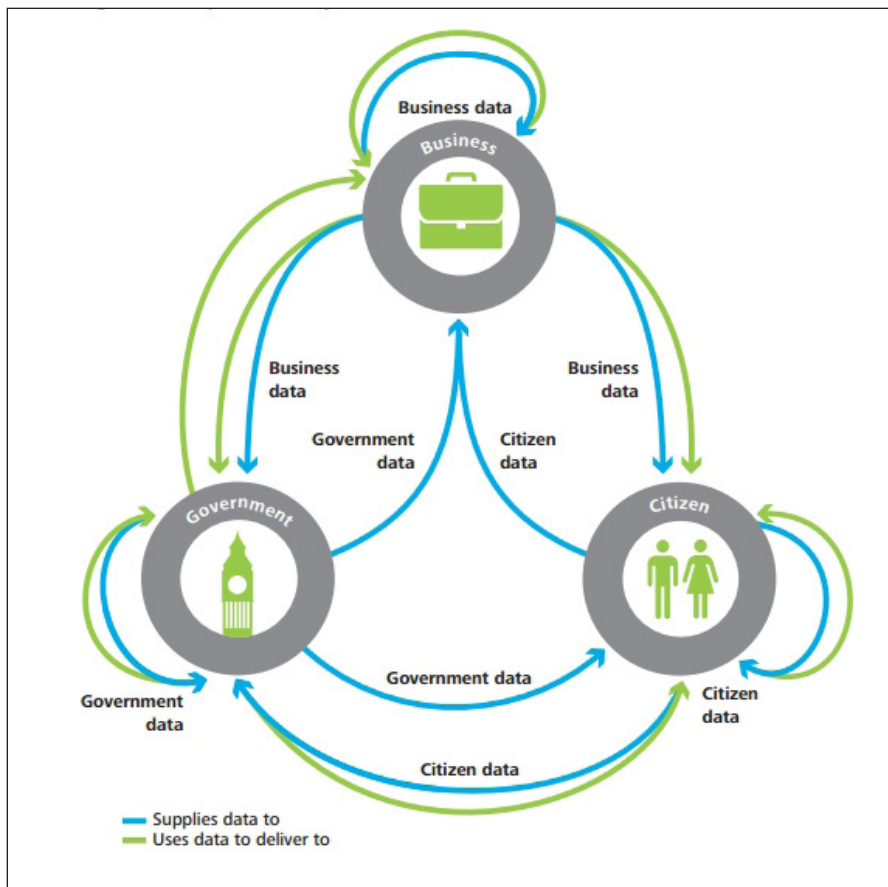 Business data
Business
Business
data
Business
data
Government
data
Citizen
data
Government
Citizen
Government data
Government
data
Citizen
data
Citizen data
Supplies data to
Uses data to deliver to